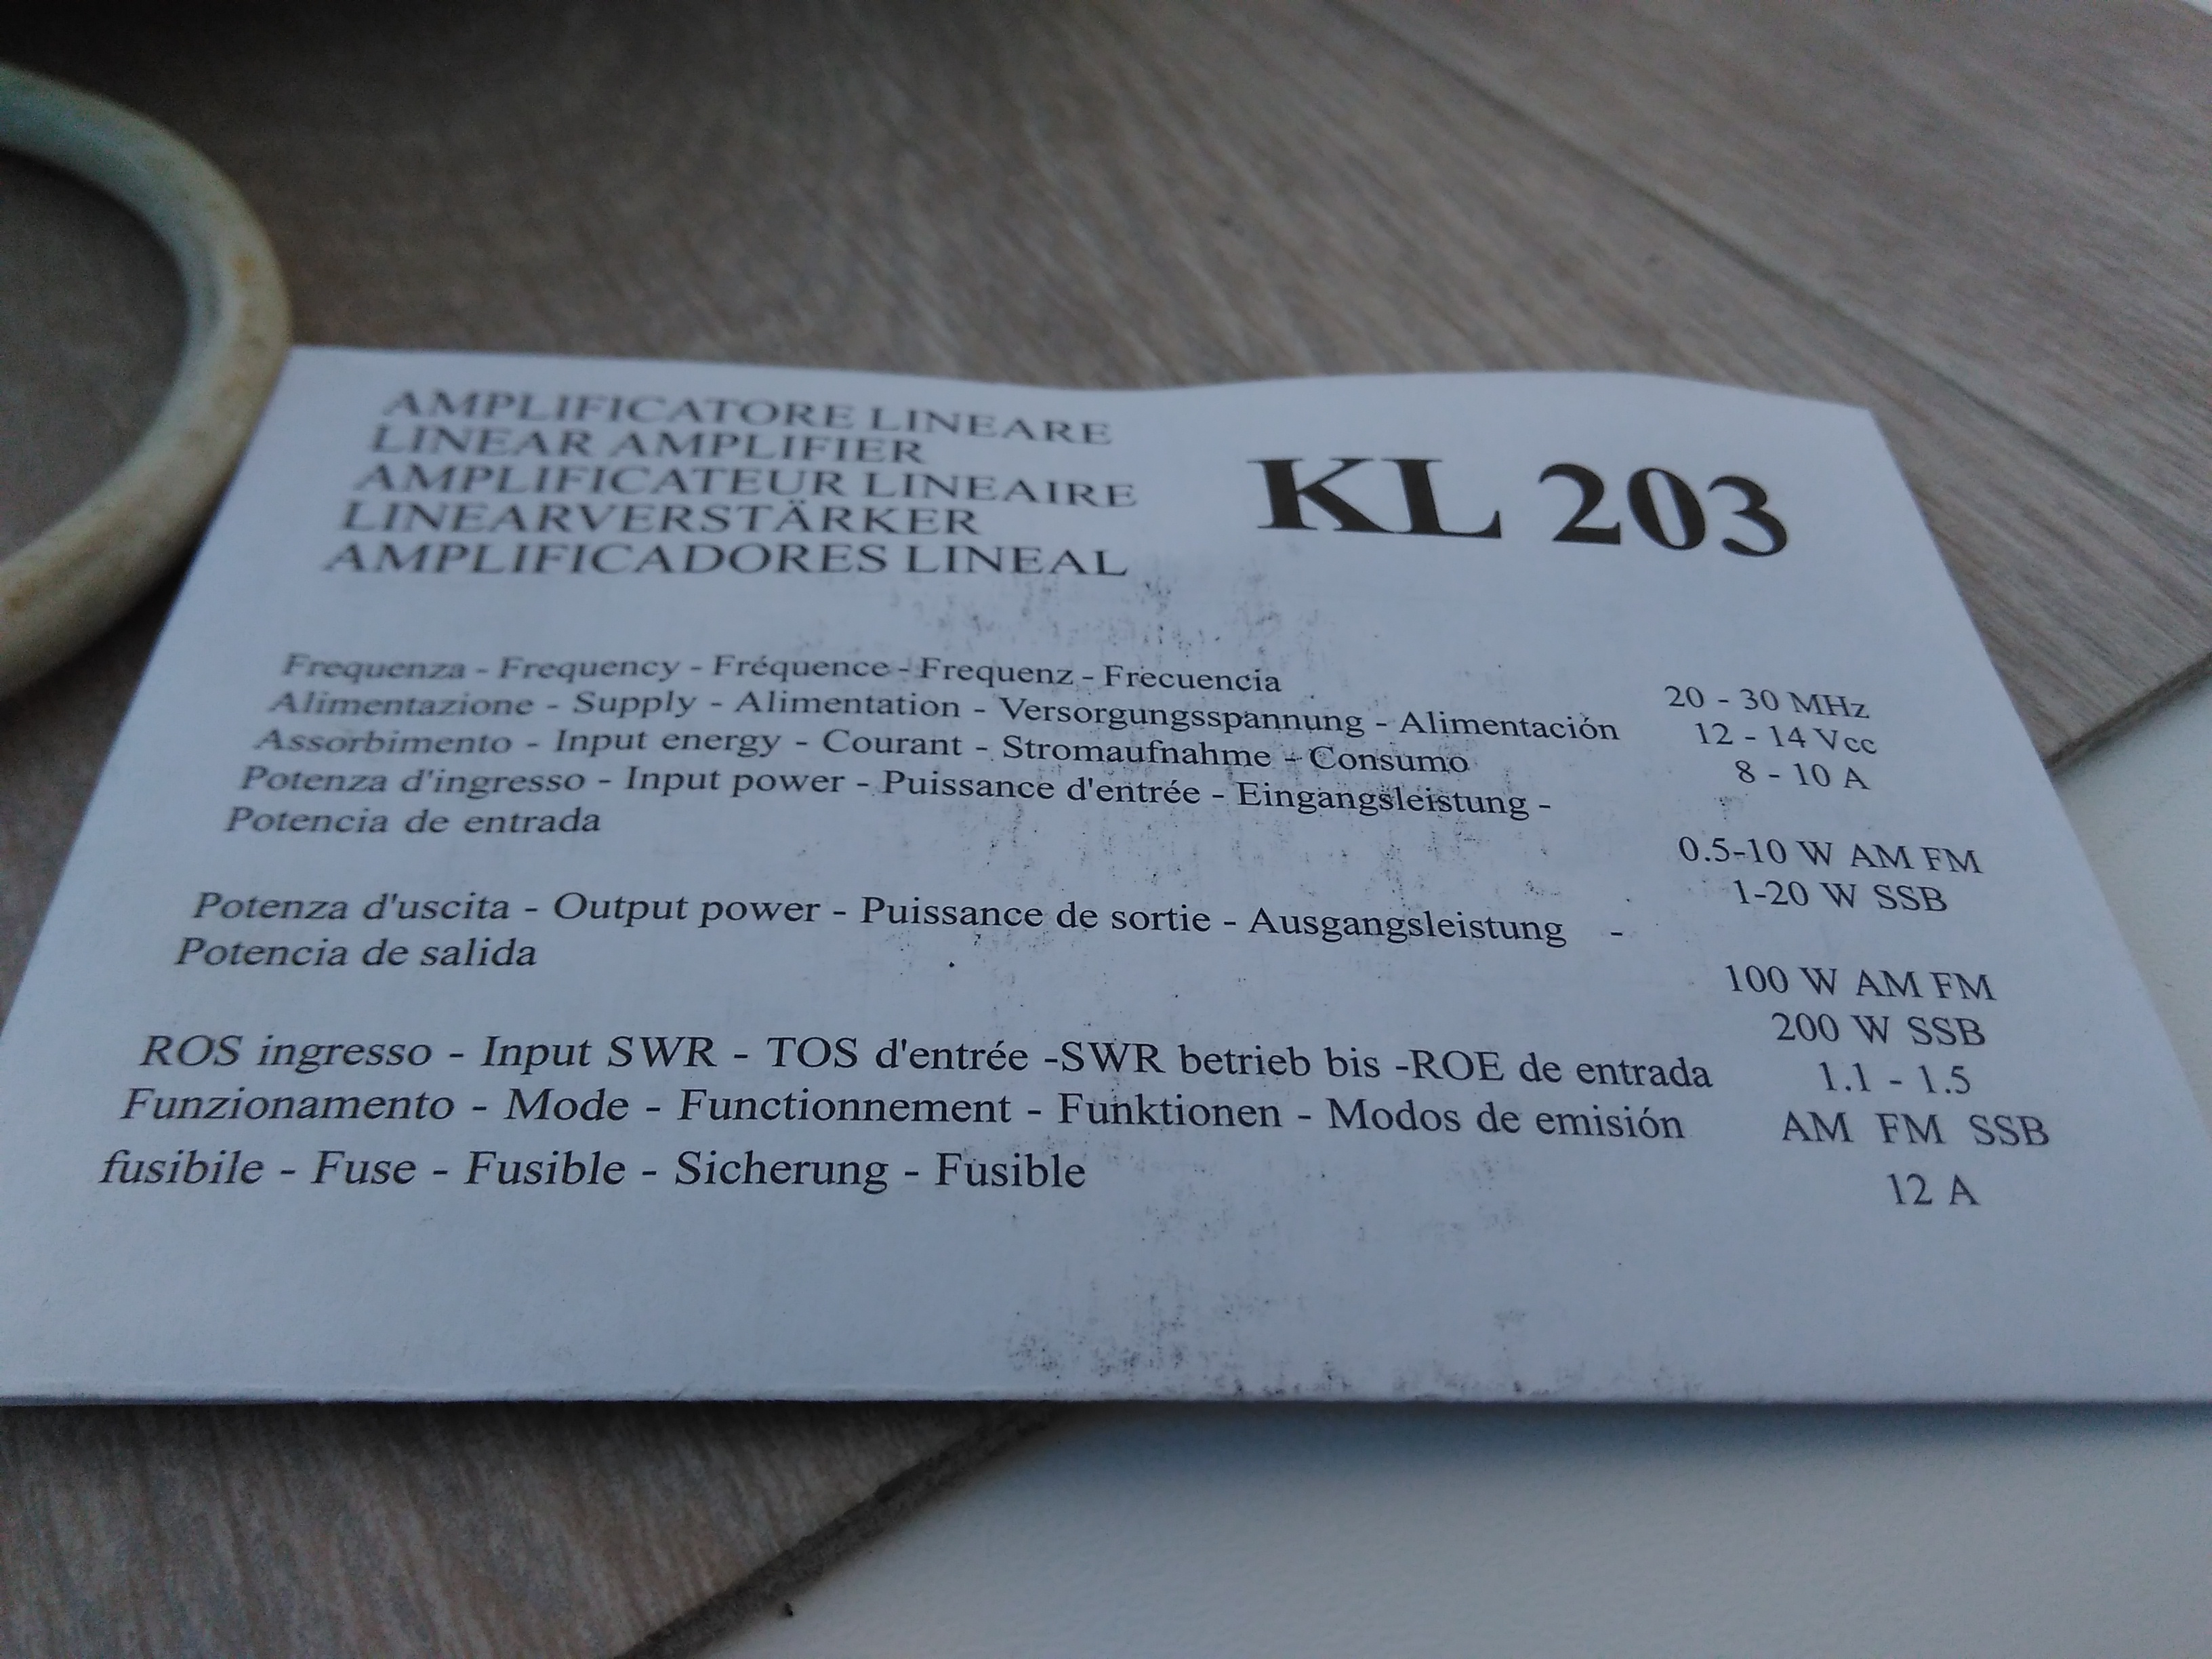 AMPLIFICATORE LINEARE
LINEAR AMPLIFIER
AMPLIFICATEUR LINEAIRE
LINEARVERSTÄRKER
AMPLIFICADORES LINEAL
KL 203
Frequenza - Frequency - Fréquence - Frequenz - Frecuencia 20 - 30 MHz
Alimentazione - Supply - Alimentation - Versorgungsspannung - Alimentación 12 - 14 Vcc
Assorbimento - Input energy - Courant - Stromaufnahme - Consumo 8 - 10 A
Potenza d'ingresso - Input power - Puissance d'entrée - Eingangsleistung -
Potencia de entrada 0.5-10 W AM FM
1-20 W SSB
Potenza d'uscita - Output power - Puissance de sortie - Ausgangsleistung -
Potencia de salida 100 W AM FM
200 W SSB
ROS ingresso - Input SWR - TOS d'entrée -SWR betrieb bis -ROE de entrada 1.1 - 1.5
Funzionamento - Mode - Functionnement - Funktionen - Modos de emisión AM FM SSB
fusibile - Fuse - Fusible - Sicherung - Fusible 12 A